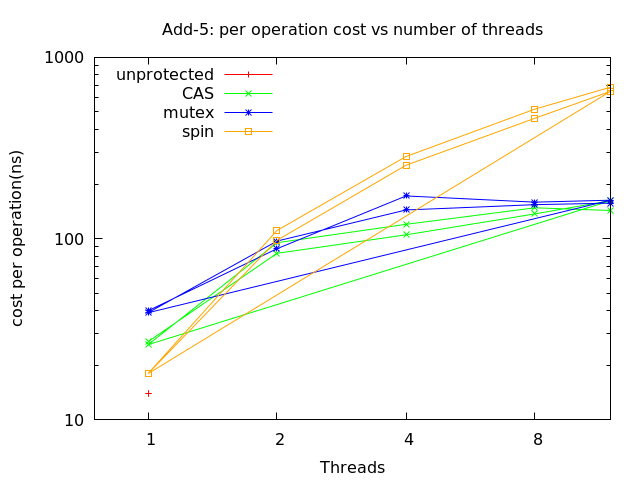 Add-5: per operation cost vs number of threads
1000
100
10
cost per operation(ns)
unprotected
CAS
mutex
spin
1 2 4 8
Threads